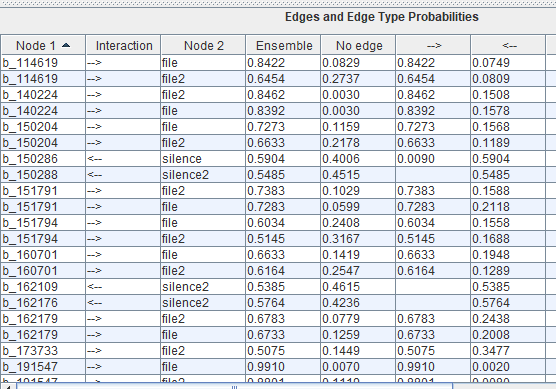 Edges and Edge Type Probabilities
Node 1 Interaction Node 2 Ensemble No edge --> <--
b_114619 --> file 0.8422 0.0829 0.8422 0.0749
b_114619 --> file2 0.6454 0.2737 0.6454 0.0809
b_140224 --> file2 0.8462 0.0030 0.8462 0.1508
b_140224 --> file 0.8392 0.0030 0.8392 0.1578
b_150204 --> file 0.7273 0.1159 0.7273 0.1568
b_150204 --> file2 0.6633 0.2178 0.6633 0.1189
b_150286 <-- silence 0.5904 0.4006 0.0090 0.5904
b_150288 <-- silence2 0.5485 0.4515 0.5485
b_151791 --> file2 0.7383 0.1029 0.7383 0.1588
b_151791 --> file 0.7283 0.0599 0.7283 0.2118
b_151794 --> file 0.6034 0.2408 0.6034 0.1558
b_151794 --> file2 0.5145 0.3167 0.5145 0.1688
b_160701 --> file 0.6633 0.1419 0.6633 0.1948
b_160701 --> file2 0.6164 0.2547 0.6164 0.1289
b_162109 <-- silence2 0.5385 0.4615 0.5385
b_162176 <-- silence2 0.5764 0.4236 0.5764
b_162179 --> file2 0.6783 0.0779 0.6783 0.2438
b_162179 --> file 0.6733 0.1259 0.6733 0.2008
b_173733 --> file2 0.5075 0.1449 0.5075 0.3477
b_191547 --> file 0.9910 0.0070 0.9910 0.0020